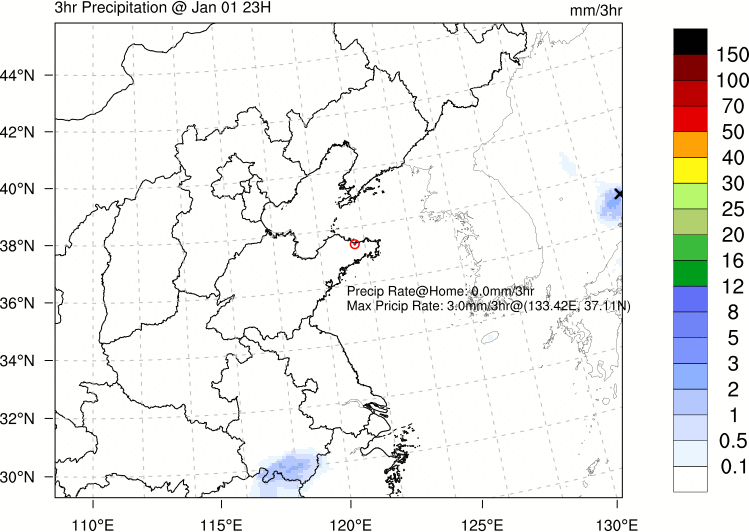 3hr Precipitation @ Jan 01 23H
mm/3hr
44°N
42°N
40°N
38°N
36°N
34°N
32°N
30°N
110°E
115°E
120°E
125°E
130°E
Precip Rate@Home: 0.0mm/3hr
Max Pricip Rate: 3.0mm/3hr@(133.42E, 37.11N)
150
100
70
50
40
30
25
20
16
12
8
5
3
2
1
0.5
0.1